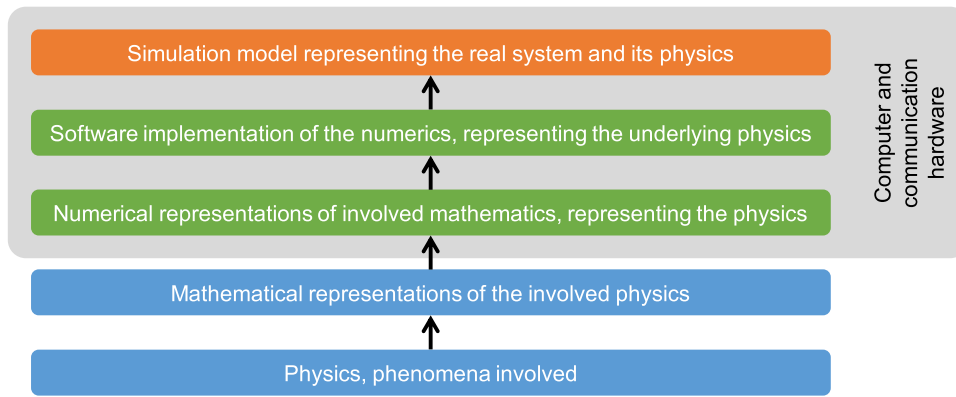 Simulation model representing the real system and its physics
Software implementation of the numerics, representing the underlying physics
Numerical representations of involved mathematics, representing the physics
Mathematical representations of the involved physics
Physics, phenomena involved
Computer and
communication
hardware